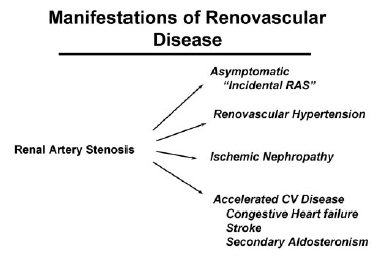 Manifestations of Renovascular
Disease
Asymptomatic
"Incidental RAS"
Renovascular Hypertension
Renal Artery Stenosis
Ischemic Nephropathy
Accelerated CV Disease
Congestive Heart failure
Stroke
Secondary Aldosteronism